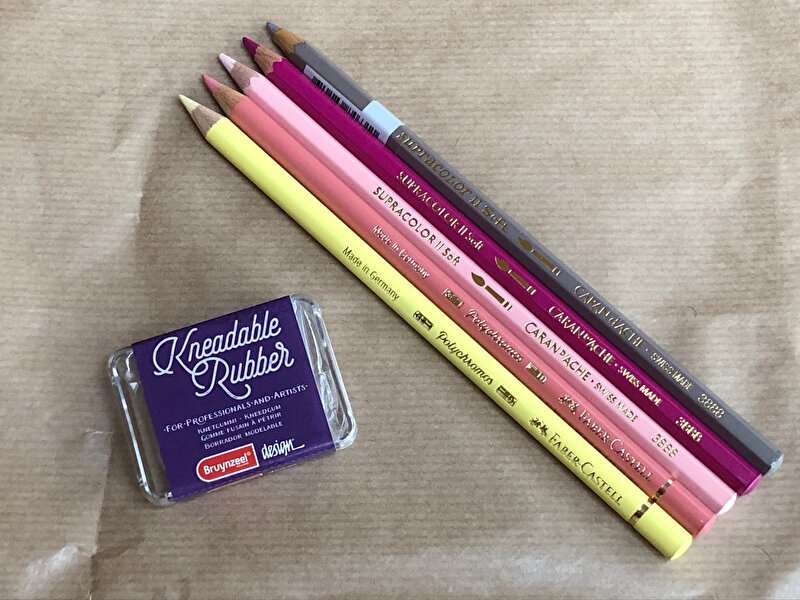 SUPRACOLOR II Soft CARAN D'ACHE · SWISS MADE 3888
SUPRACOLOR II Soft CARAN D'ACHE · SWISS MADE 3888
SUPRACOLOR II Soft CARAN D'ACHE · SWISS MADE 3888
Made in Germany Polychromos FABER-CASTELL
Made in Germany Polychromos FABER-CASTELL
Kneadable
Rubber
·FOR·PROFESSIONALS·AND·ARTISTS·
KNETGUMMI · KNEEDGUM
GOMME FUSAIN À PÉTRIR
BORRADOR MODELABLE
Bruynzeel® design